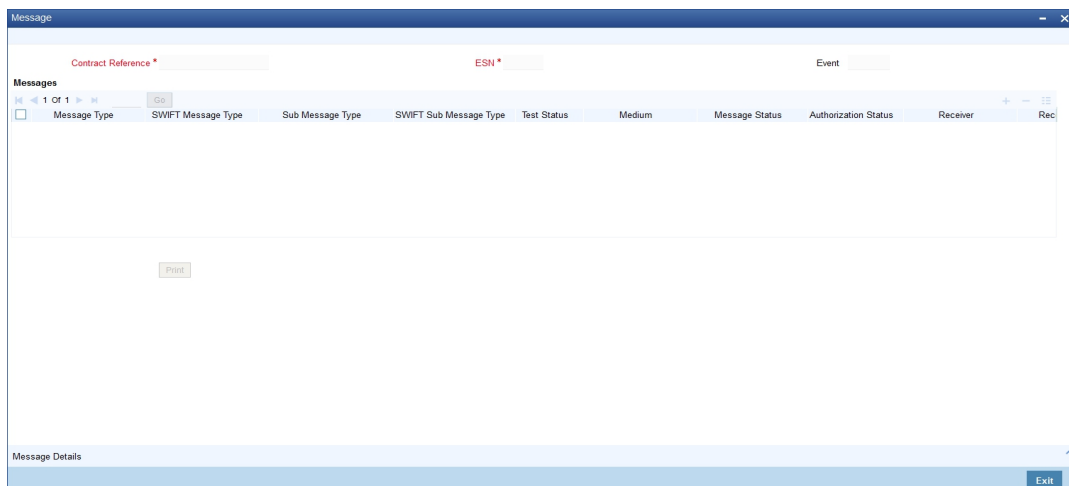 Message
Contract Reference * ESN * Event
Messages
1 Of 1 Go
Message Type SWIFT Message Type Sub Message Type SWIFT Sub Message Type Test Status Medium Message Status Authorization Status Receiver Rec
Print
Message Details
Exit